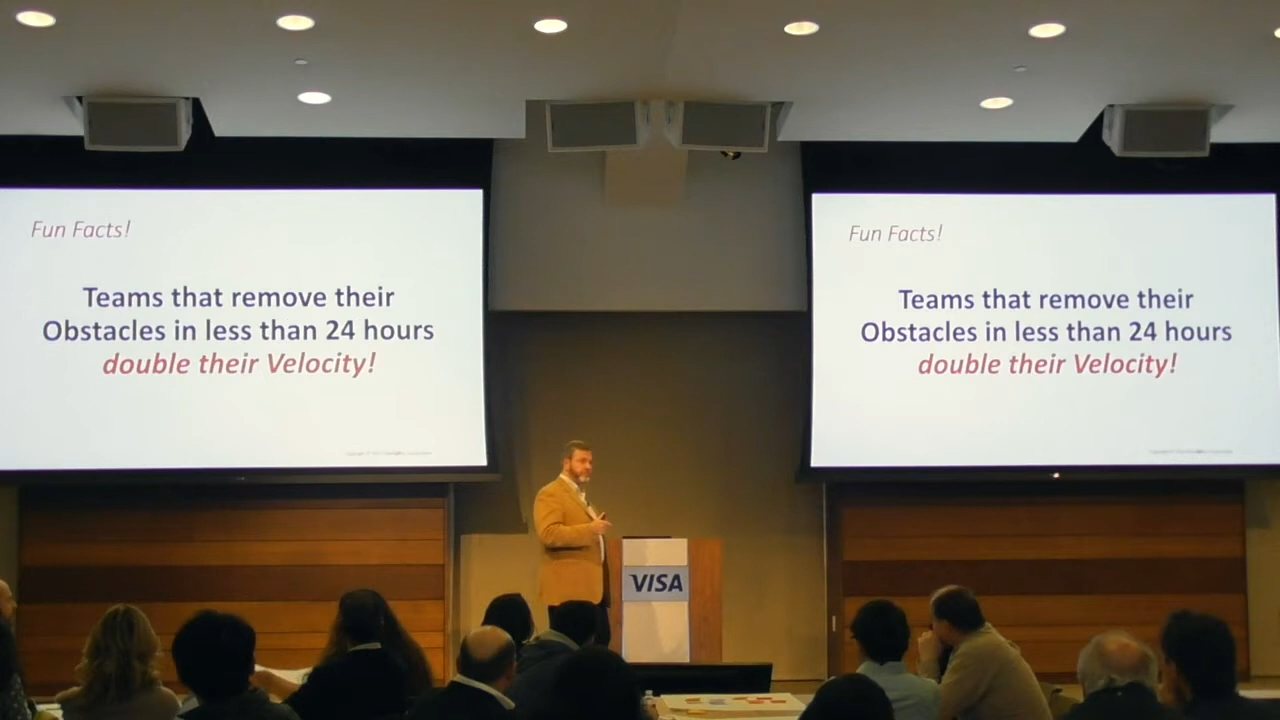 Fun Facts!
Teams that remove their
Obstacles in less than 24 hours
double their Velocity!
Fun Facts!
Teams that remove their
Obstacles in less than 24 hours
double their Velocity!
VISA